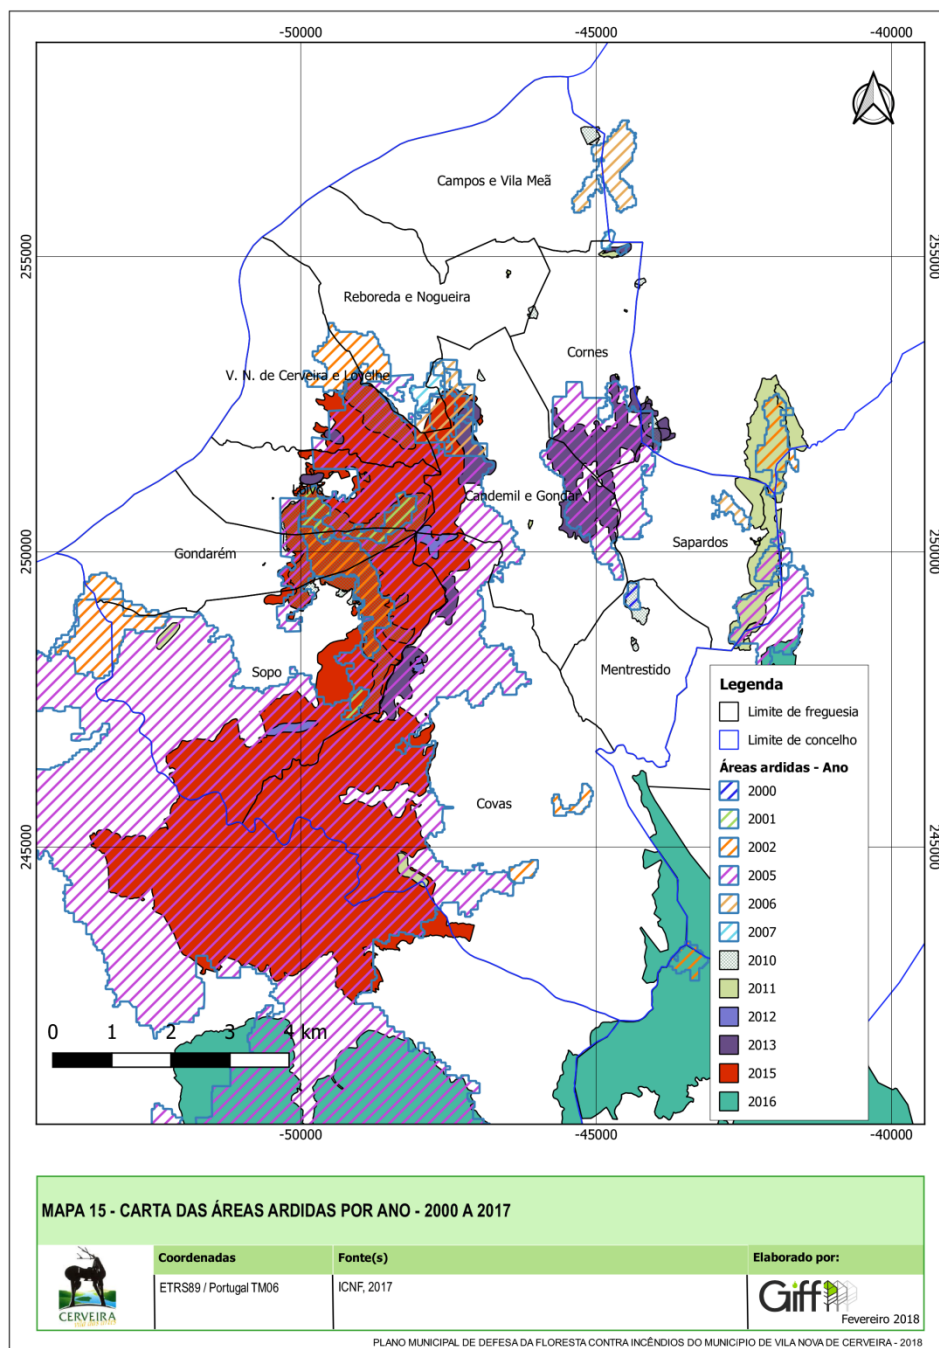 -50000
-45000
-40000
255000
255000
250000
250000
245000
245000
Campos e Vila Meã
Reboreda e Nogueira
Cornes
V. N. de Cerveira e Lovelhe
Loivo
Candemil e Gondar
Gondarém
Sapardos
Mentrestido
Sopo
Covas
0 1 2 3 4 km
Legenda
Limite de freguesia
Limite de concelho
Áreas ardidas - Ano
2000
2001
2002
2005
2006
2007
2010
2011
2012
2013
2015
2016
-50000
-45000
-40000
MAPA 15 - CARTA DAS ÁREAS ARDIDAS POR ANO - 2000 A 2017
Coordenadas
Fonte(s)
Elaborado por:
ETRS89 / Portugal TM06
ICNF, 2017
CERVEIRA
Giff
Fevereiro 2018
PLANO MUNICIPAL DE DEFESA DA FLORESTA CONTRA INCÊNDIOS DO MUNICIPIO DE VILA NOVA DE CERVEIRA - 2018